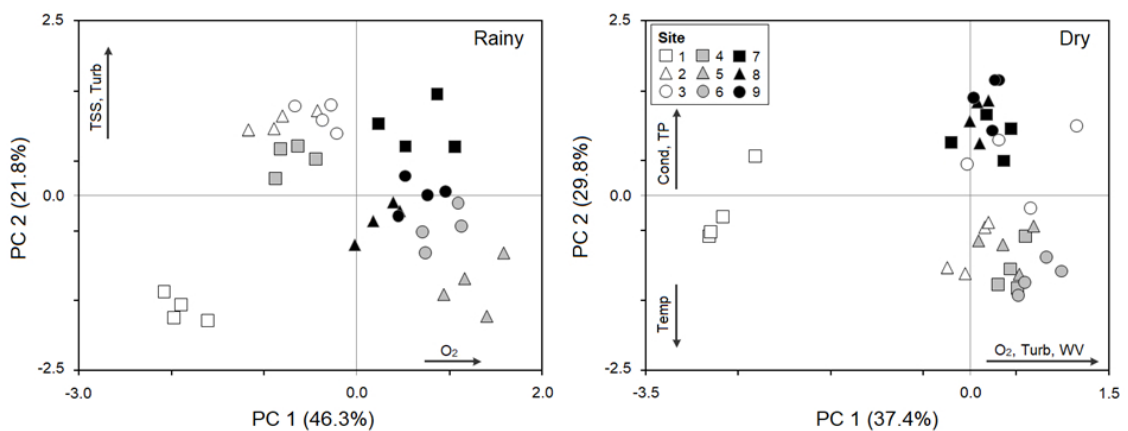 Rainy
2.5
0.0
-2.5
PC 2 (21.8%)
TSS, Turb
O₂
-3.0 0.0 2.0
PC 1 (46.3%)
Dry
2.5
0.0
-2.5
PC 2 (29.8%)
Site
1 4 7
2 5 8
3 6 9
Cond, TP
Temp
O₂, Turb, WV
-3.5 0.0 1.5
PC 1 (37.4%)